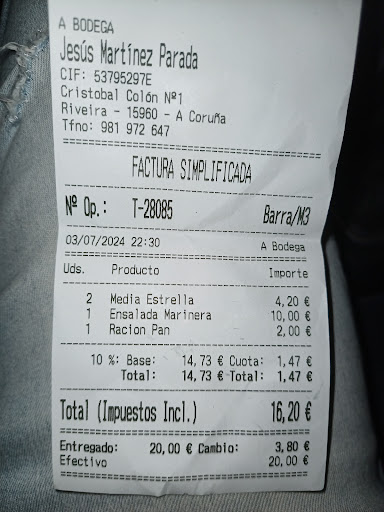 A BODEGA
Jesús Martínez Parada
CIF: 53795297E
Cristobal Colón Nº1
Riveira - 15960 - A Coruña
Tfno: 981 972 647
FACTURA SIMPLIFICADA
Nº Op.: T-28085 Barra/M3
03/07/2024 22:30 A Bodega
Uds. Producto Importe
2 Media Estrella 4,20 €
1 Ensalada Marinera 10,00 €
1 Racion Pan 2,00 €
10 %: Base: 14,73 € Cuota: 1,47 €
Total: 14,73 € Total: 1,47 €
Total (Impuestos Incl.) 16,20 €
Entregado: 20,00 € Cambio: 3,80 €
Efectivo 20,00 €